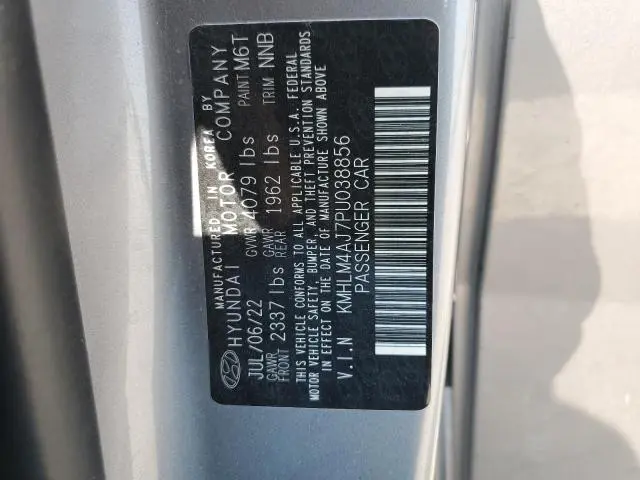 MANUFACTURED IN KOREA BY
HYUNDAI MOTOR COMPANY
JUL/06/22 GVWR 4079 lbs PAINT M6T
GAWR FRONT 2337 lbs GAWR REAR 1962 lbs TRIM NNB
THIS VEHICLE CONFORMS TO ALL APPLICABLE U.S.A. FEDERAL
MOTOR VEHICLE SAFETY, BUMPER, AND THEFT PREVENTION STANDARDS
IN EFFECT ON THE DATE OF MANUFACTURE SHOWN ABOVE
V.I.N KMHLM4AJ7PU038856
PASSENGER CAR